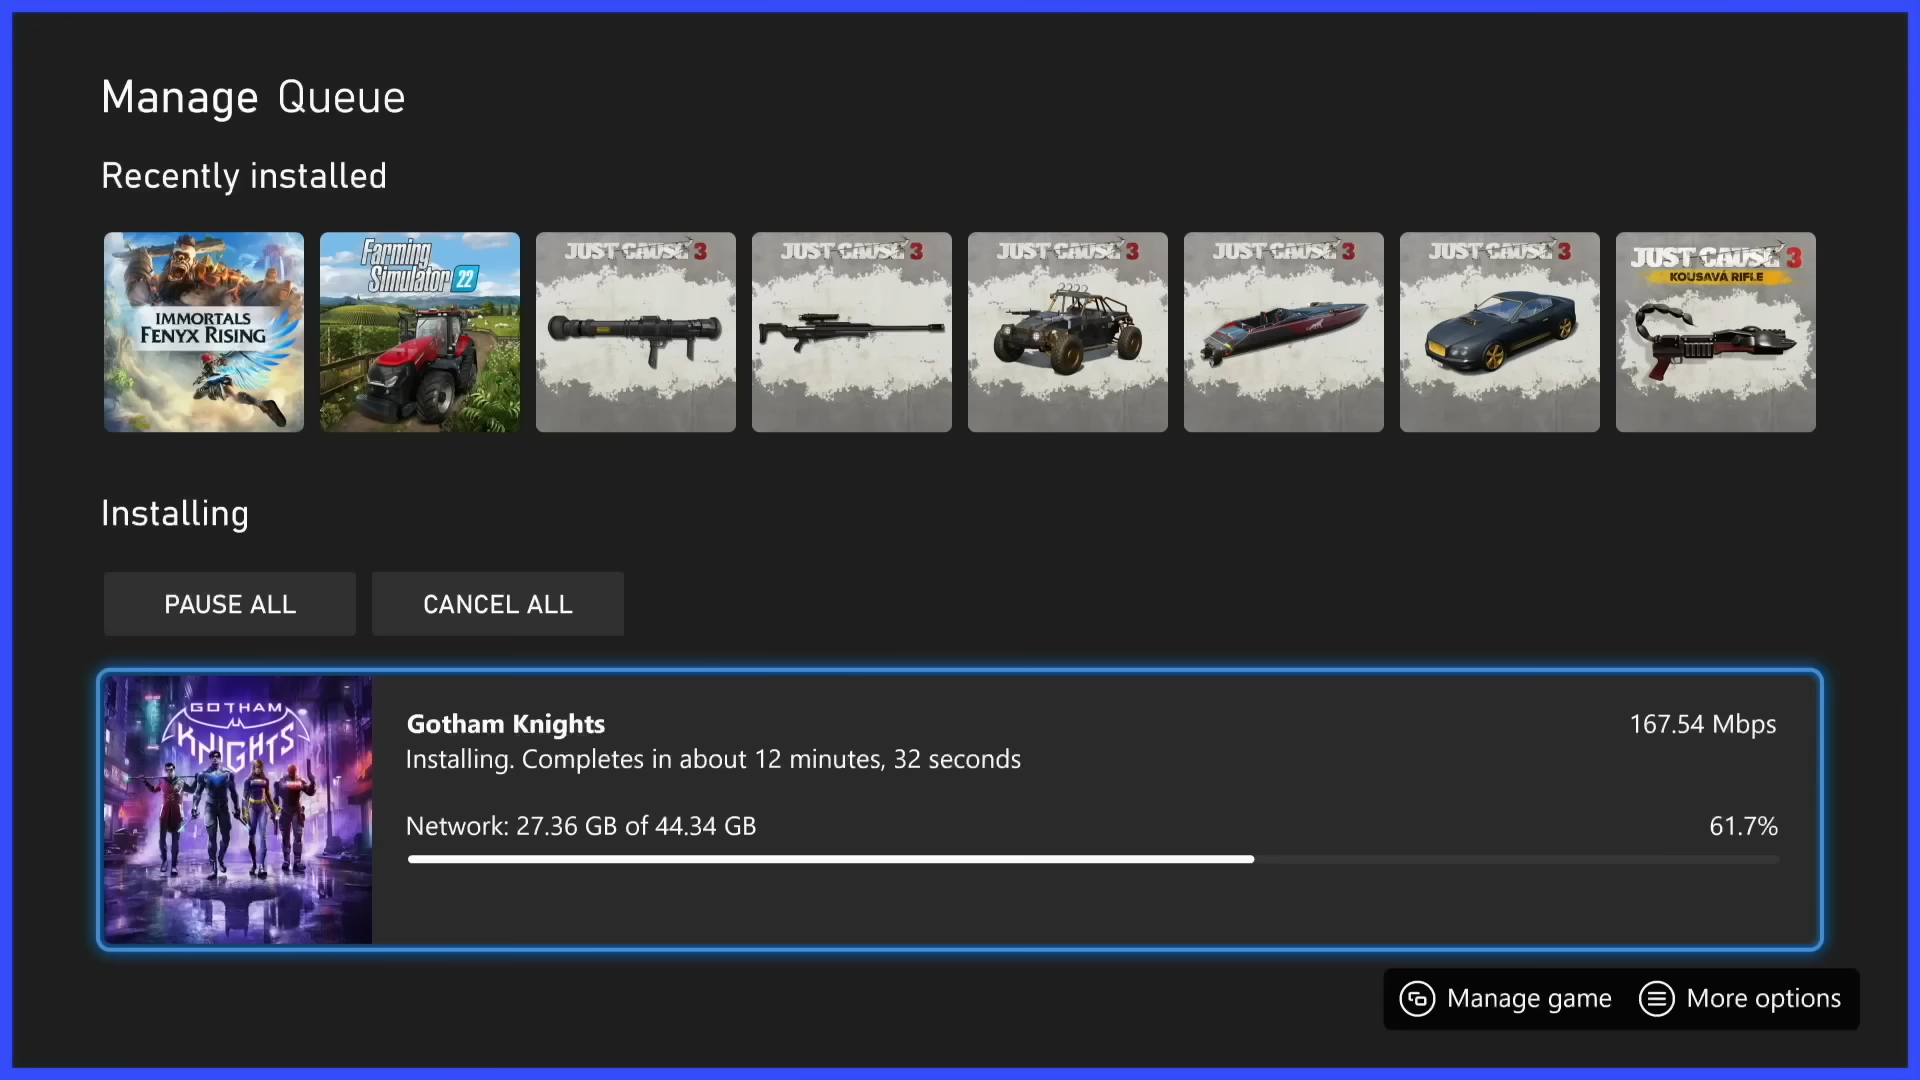 Manage Queue
Recently installed
IMMORTALS
FENYX RISING
Farming
Simulator 22
JUST CAUSE 3
JUST CAUSE 3
JUST CAUSE 3
JUST CAUSE 3
JUST CAUSE 3
JUST CAUSE 3
KOUSAVÁ RIFLE
Installing
PAUSE ALL
CANCEL ALL
GOTHAM
KNIGHTS
Gotham Knights
167.54 Mbps
Installing. Completes in about 12 minutes, 32 seconds
Network: 27.36 GB of 44.34 GB
61.7%
Manage game
More options